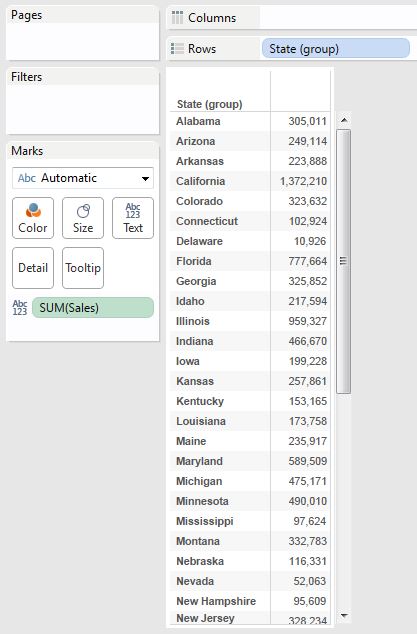 Pages
Columns
Rows
State (group)
Filters
State (group)
Alabama 305,011
Arizona 249,114
Arkansas 223,888
California 1,372,210
Colorado 323,632
Connecticut 102,924
Delaware 10,926
Florida 777,664
Georgia 325,852
Idaho 217,594
Illinois 959,327
Indiana 466,670
Iowa 199,228
Kansas 257,861
Kentucky 153,165
Louisiana 173,758
Maine 235,917
Maryland 589,509
Michigan 475,171
Minnesota 490,010
Mississippi 97,624
Montana 332,783
Nebraska 116,331
Nevada 52,063
New Hampshire 95,609
New Jersey 328,234
Marks
Abc Automatic
Color
Size
Abc
123
Text
Detail
Tooltip
Abc
123
SUM(Sales)